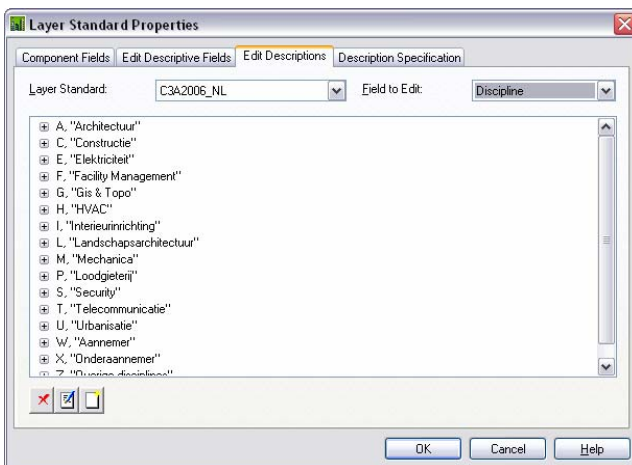 Layer Standard Properties
Component Fields Edit Descriptive Fields Edit Descriptions Description Specification
Layer Standard: C3A2006_NL Field to Edit: Discipline
A, "Architectuur"
C, "Constructie"
E, "Elektriciteit"
F, "Facility Management"
G, "Gis & Topo"
H, "HVAC"
I, "Interieurinrichting"
L, "Landschapsarchitectuur"
M, "Mechanica"
P, "Loodgieterij"
S, "Security"
T, "Telecommunicatie"
U, "Urbanisatie"
W, "Aannemer"
X, "Onderaannemer"
Z, "Overige disciplines"
OK Cancel Help